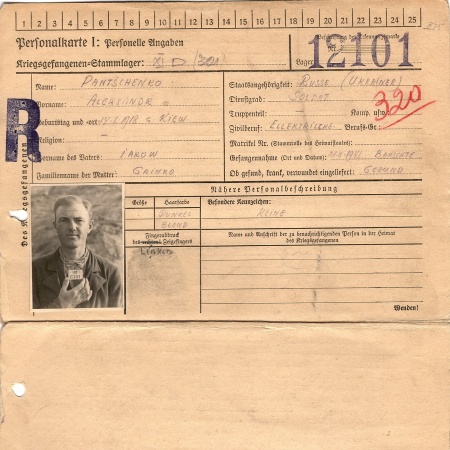 1 2 3 4 5 6 7 8 9 10 11 12 13 14 15 16 17 18 19 20 21 22 23 24 25
Personalkarte I: Personelle Angaben
Kriegsgefangenen-Stammlager: XI D (321)
Lager: 12101
Des Kriegsgefangenen
R
Name: PANTSCHENKO
Vorname:
Geburtstag und -ort: KIEW
Religion:
Vorname des Vaters:
Familienname der Mutter:
Staatsangehörigkeit: RUSSE (UKRAINER)
Dienstgrad: SOLDAT
Truppenteil: Komp. usw.:
320
Zivilberuf: Berufs-Gr.:
Matrikel Nr. (Stammrolle des Heimatstaates):
Gefangennahme (Ort und Datum):
Ob gesund, krank, verwundet eingeliefert: GESUND
Nähere Personalbeschreibung
Größe Haarfarbe
DUNKEL
BLOND
Besondere Kennzeichen:
KEINE
Fingerabdruck
des rechten Zeigefingers
LINKEN
Name und Anschrift der zu benachrichtigenden Person in der Heimat
des Kriegsgefangenen
Wenden!